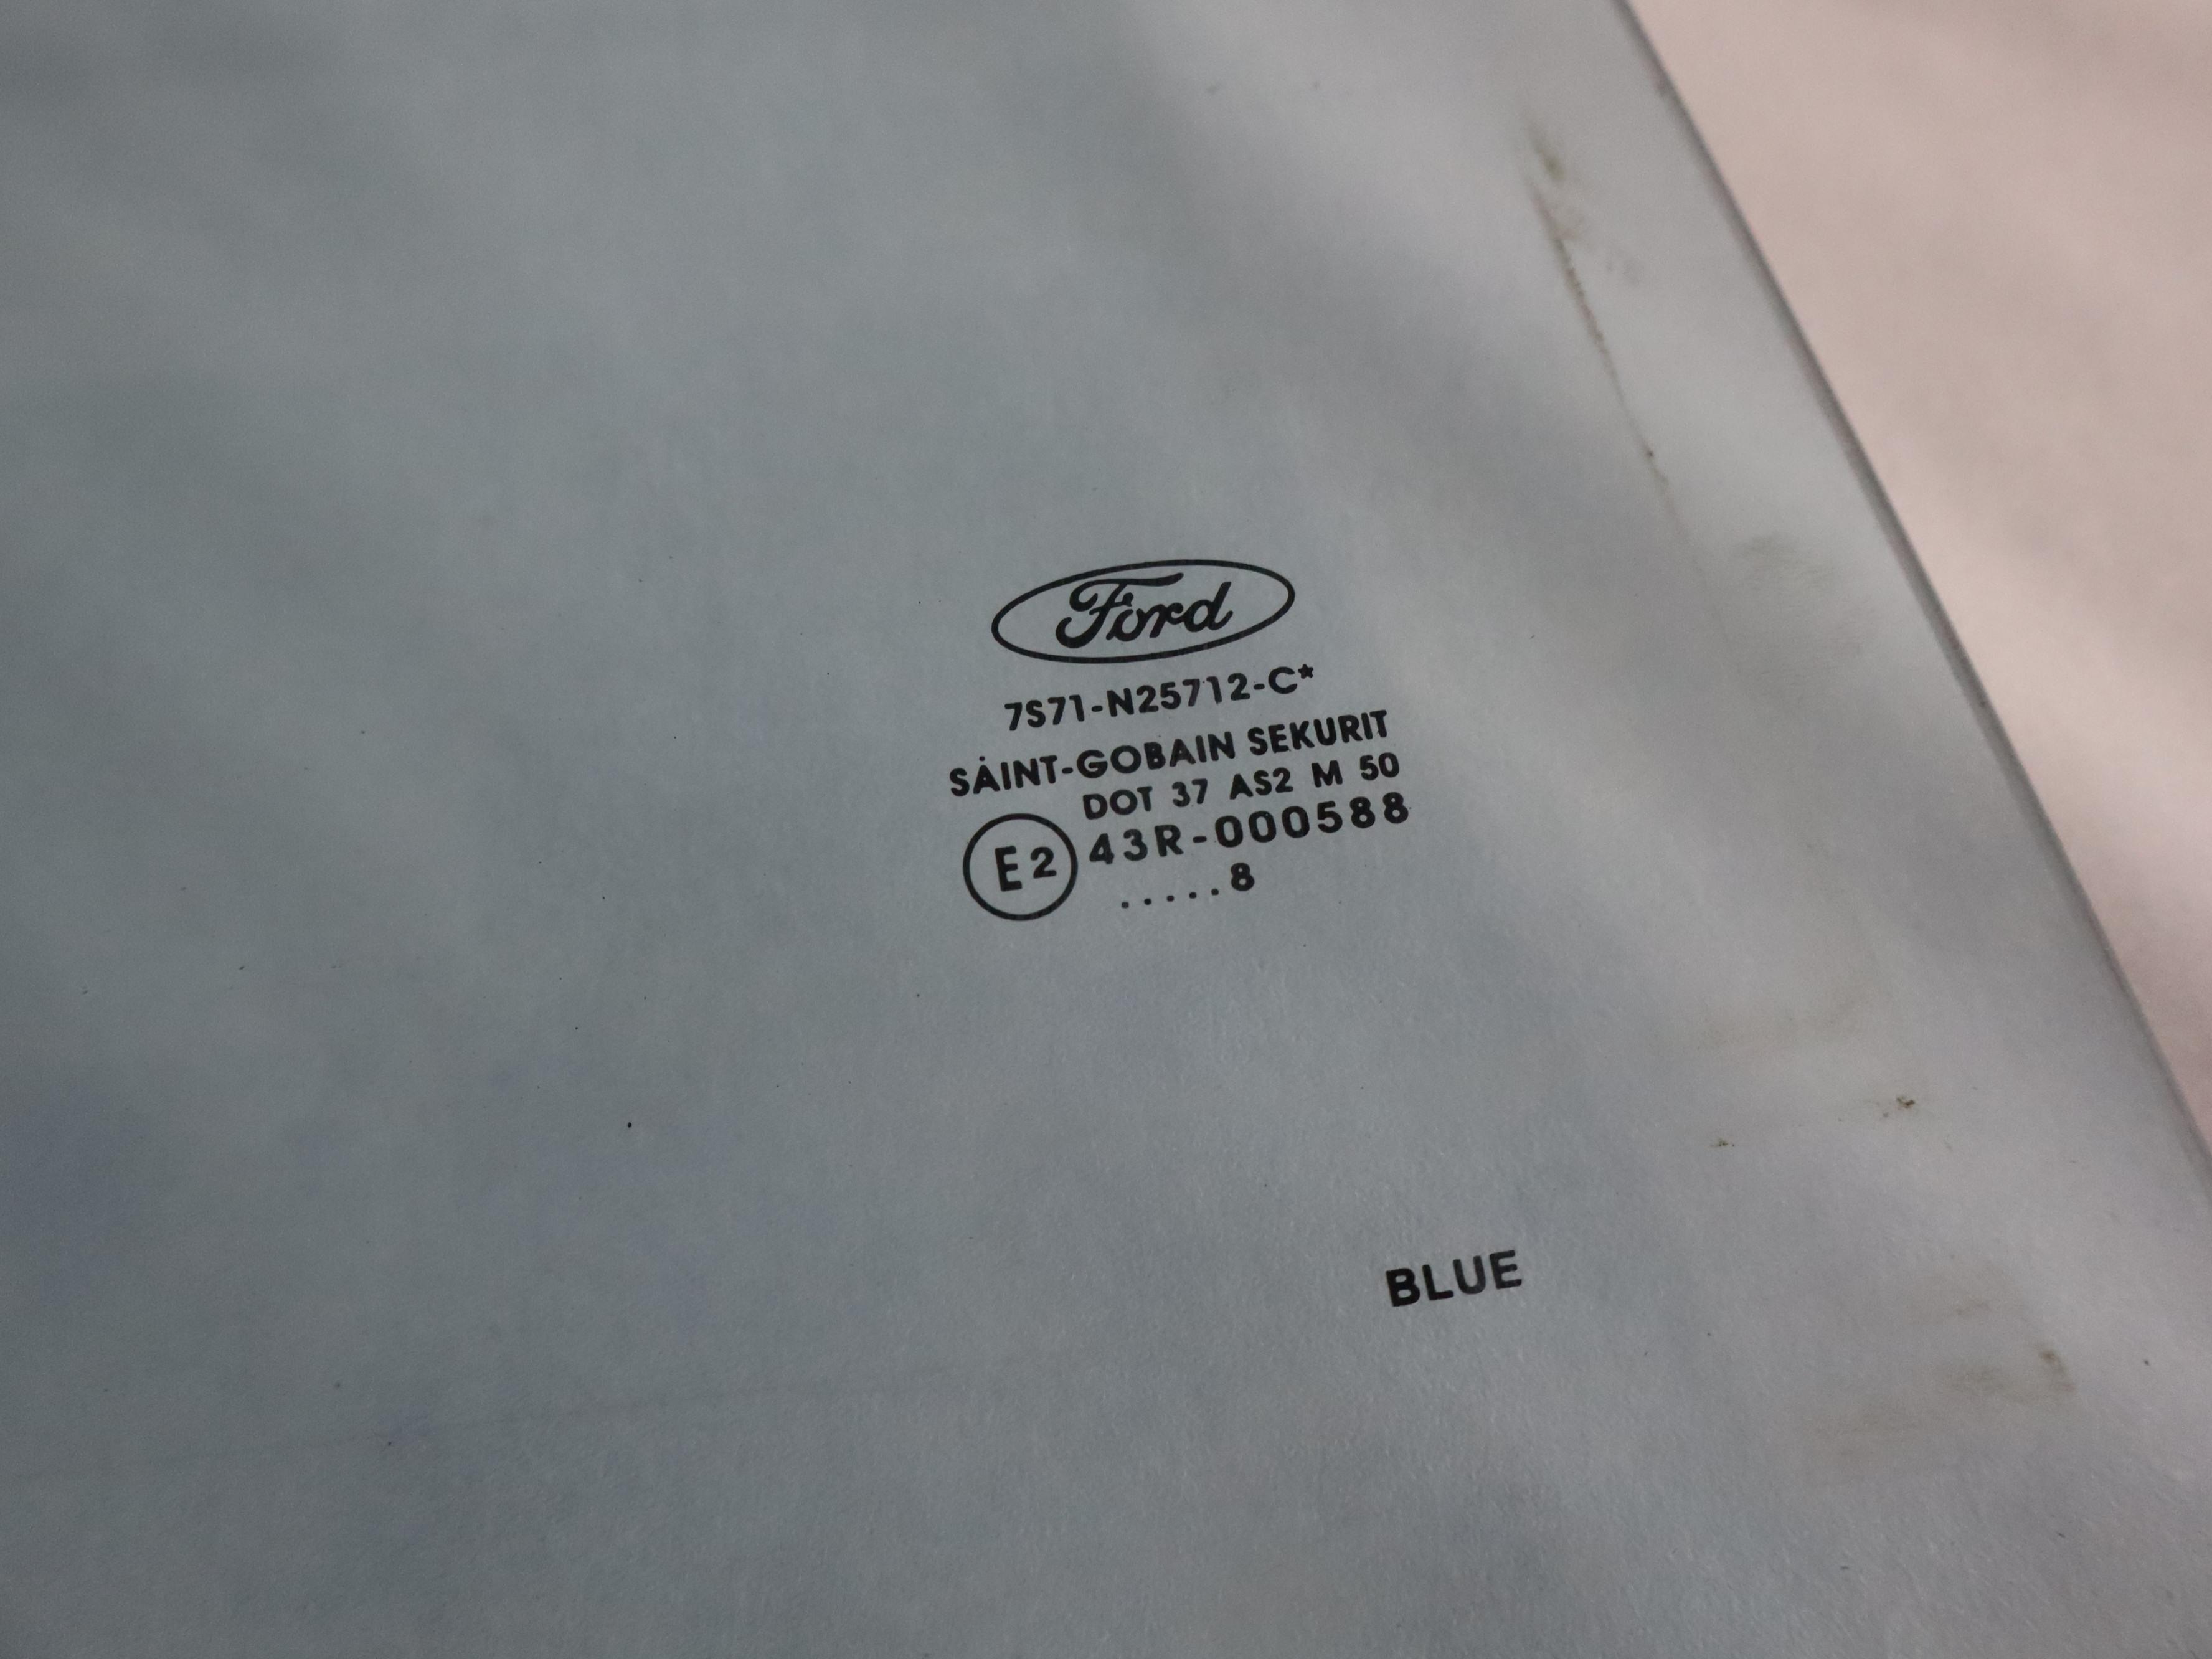 Ford
7S71-N25712-C*
SAINT-GOBAIN SEKURIT
DOT 37 AS2 M 50
E2 43R-000588
.....8
BLUE